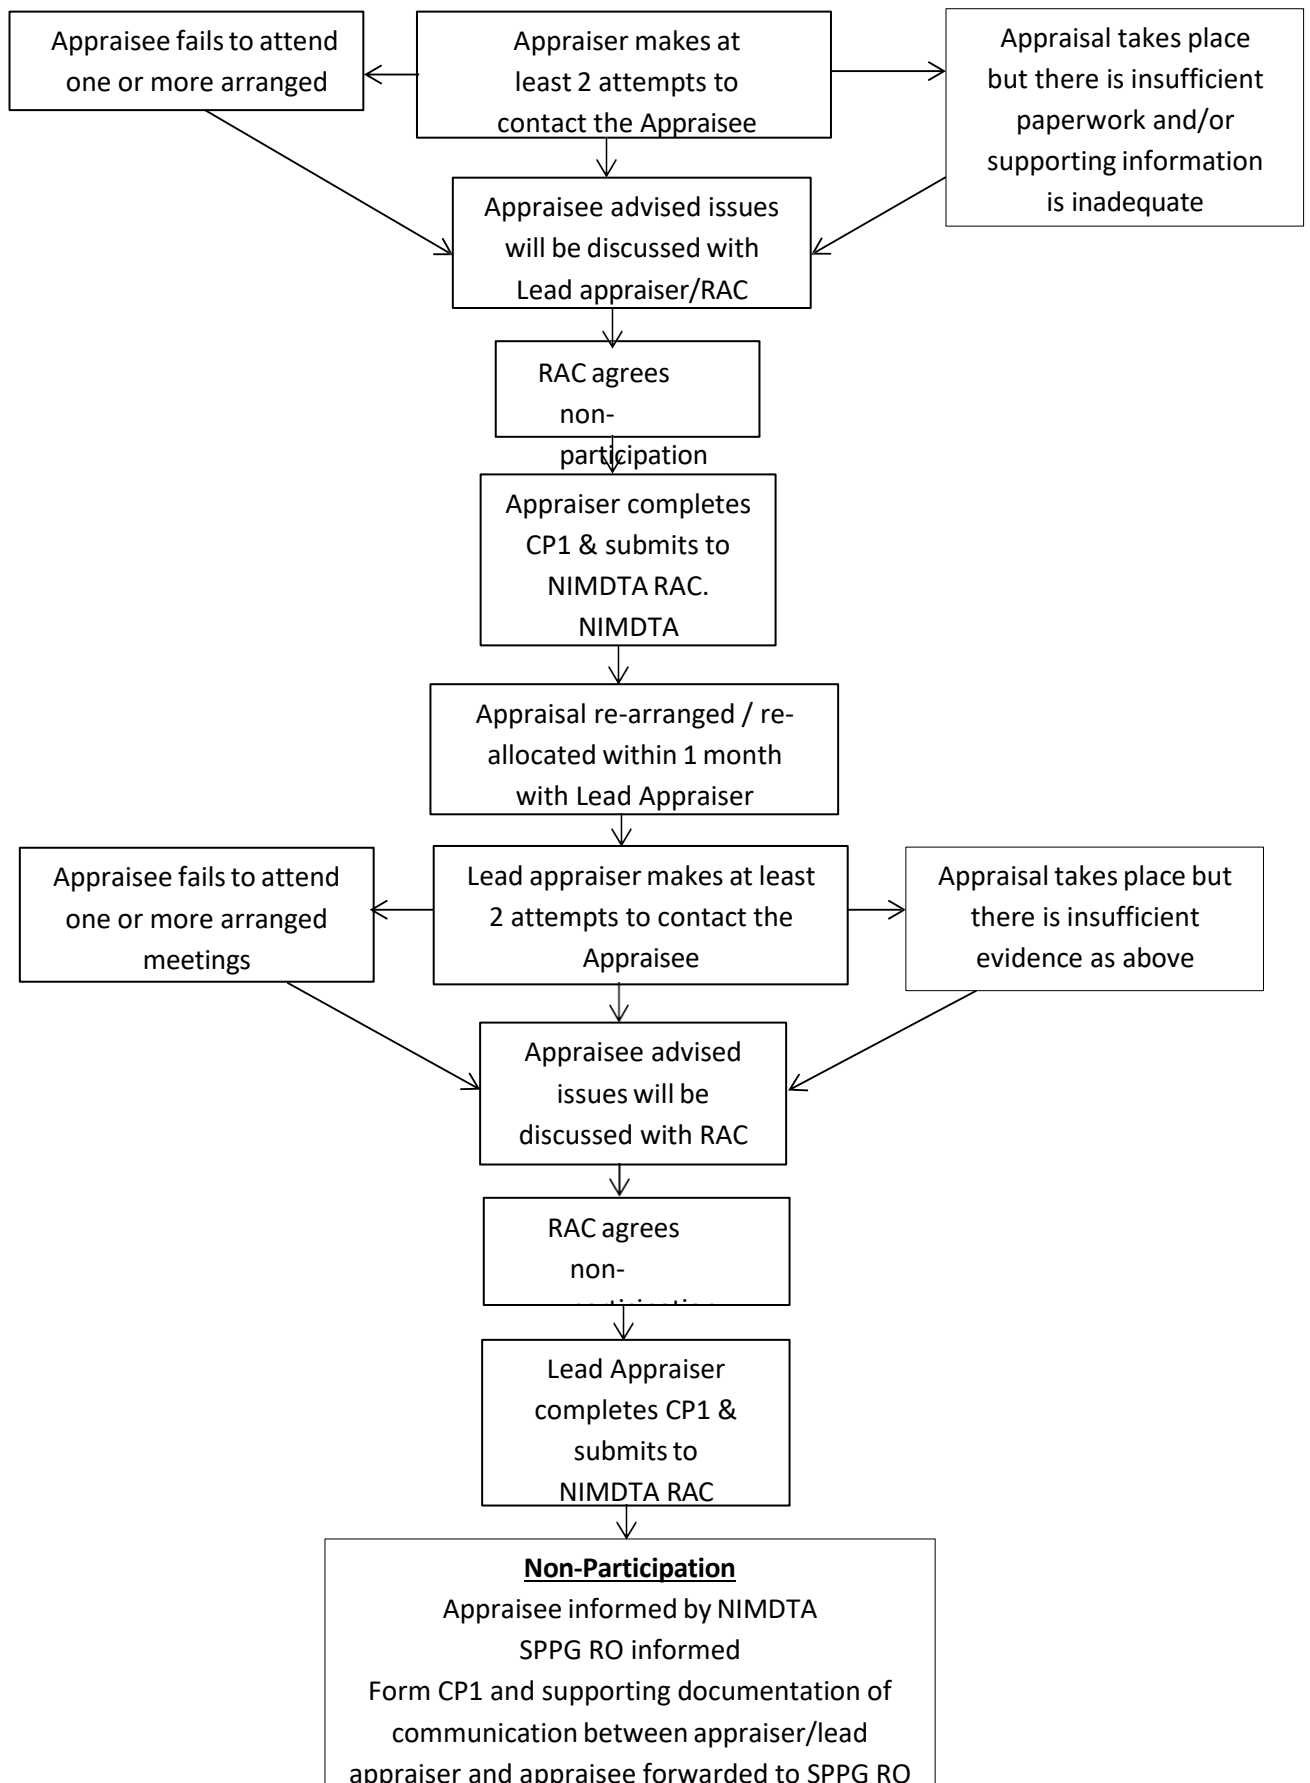 Appraisee fails to attend
one or more arranged
Appraiser makes at
least 2 attempts to
contact the Appraisee
Appraisal takes place
but there is insufficient
paperwork and/or
supporting information
is inadequate
Appraisee advised issues
will be discussed with
Lead appraiser/RAC
RAC agrees
non-
participation
Appraiser completes
CP1 & submits to
NIMDTA RAC.
NIMDTA
Appraisal re-arranged / re-
allocated within 1 month
with Lead Appraiser
Appraisee fails to attend
one or more arranged
meetings
Lead appraiser makes at least
2 attempts to contact the
Appraisee
Appraisal takes place but
there is insufficient
evidence as above
Appraisee advised
issues will be
discussed with RAC
RAC agrees
non-
Lead Appraiser
completes CP1 &
submits to
NIMDTA RAC
Non-Participation
Appraisee informed by NIMDTA
SPPG RO informed
Form CP1 and supporting documentation of
communication between appraiser/lead
appraiser and appraisee forwarded to SPPG RO